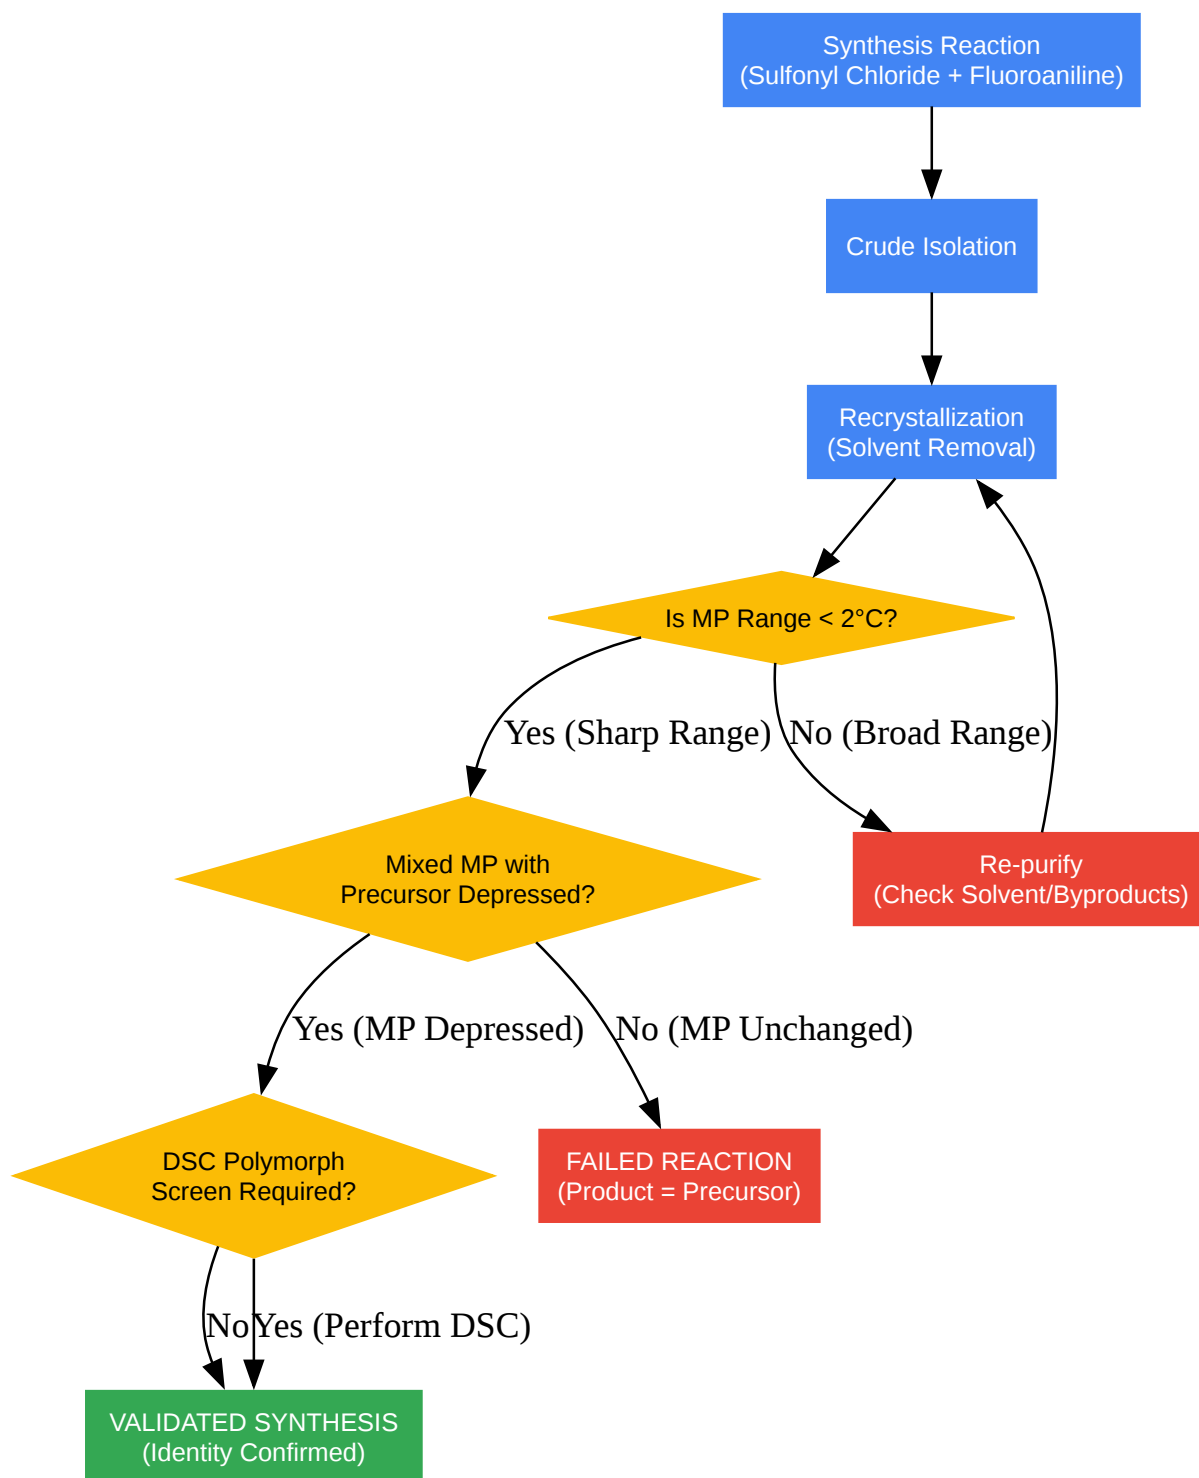 Synthesis Reaction
(Sulfonyl Chloride + Fluoroaniline)
Crude Isolation
Recrystallization
(Solvent Removal)
Is MP Range < 2°C?
Yes (Sharp Range)
No (Broad Range)
Mixed MP with
Precursor Depressed?
Re-purify
(Check Solvent/Byproducts)
Yes (MP Depressed)
No (MP Unchanged)
DSC Polymorph
Screen Required?
FAILED REACTION
(Product = Precursor)
No
Yes (Perform DSC)
VALIDATED SYNTHESIS
(Identity Confirmed)